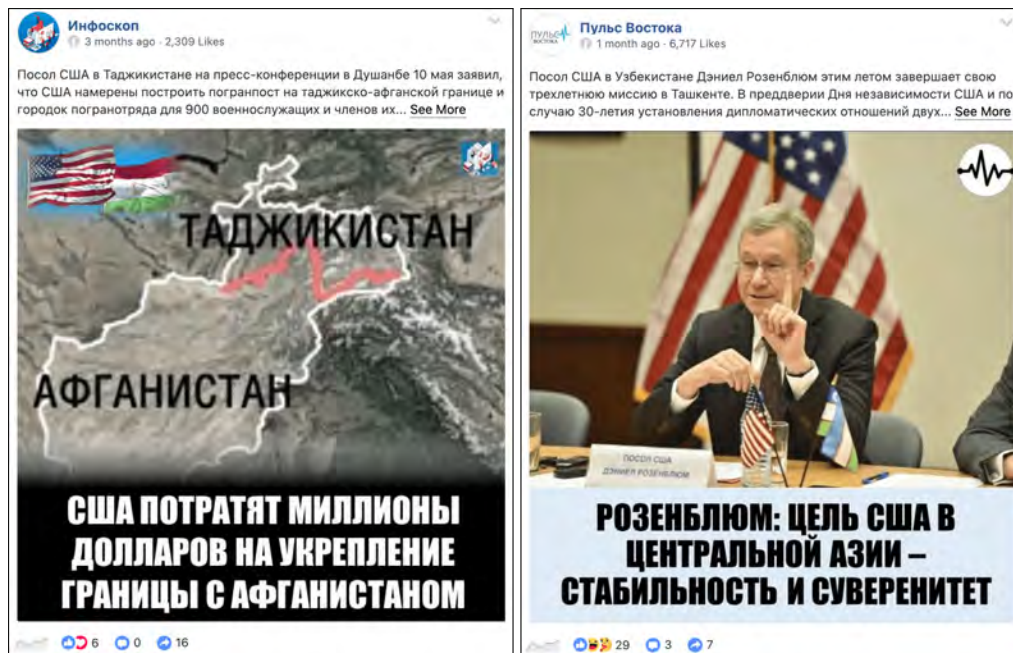 Инфоскоп
3 months ago · 2,309 Likes
Посол США в Таджикистане на пресс-конференции в Душанбе 10 мая заявил,
что США намерены построить погранпост на таджикско-афганской границе и
городок погранотряда для 900 военнослужащих и членов их... See More
ТАДЖИКИСТАН
АФГАНИСТАН
США ПОТРАТЯТ МИЛЛИОНЫ
ДОЛЛАРОВ НА УКРЕПЛЕНИЕ
ГРАНИЦЫ С АФГАНИСТАНОМ
6 0 16
ПУЛЬС
ВОСТОКА
Пульс Востока
1 month ago · 6,717 Likes
Посол США в Узбекистане Дэниел Розенблюм этим летом завершает свою
трехлетнюю миссию в Ташкенте. В преддверии Дня независимости США и по
случаю 30-летия установления дипломатических отношений двух... See More
ПОСОЛ США
ДЭНИЕЛ РОЗЕНБЛЮМ
РОЗЕНБЛЮМ: ЦЕЛЬ США В
ЦЕНТРАЛЬНОЙ АЗИИ –
СТАБИЛЬНОСТЬ И СУВЕРЕНИТЕТ
29 3 7